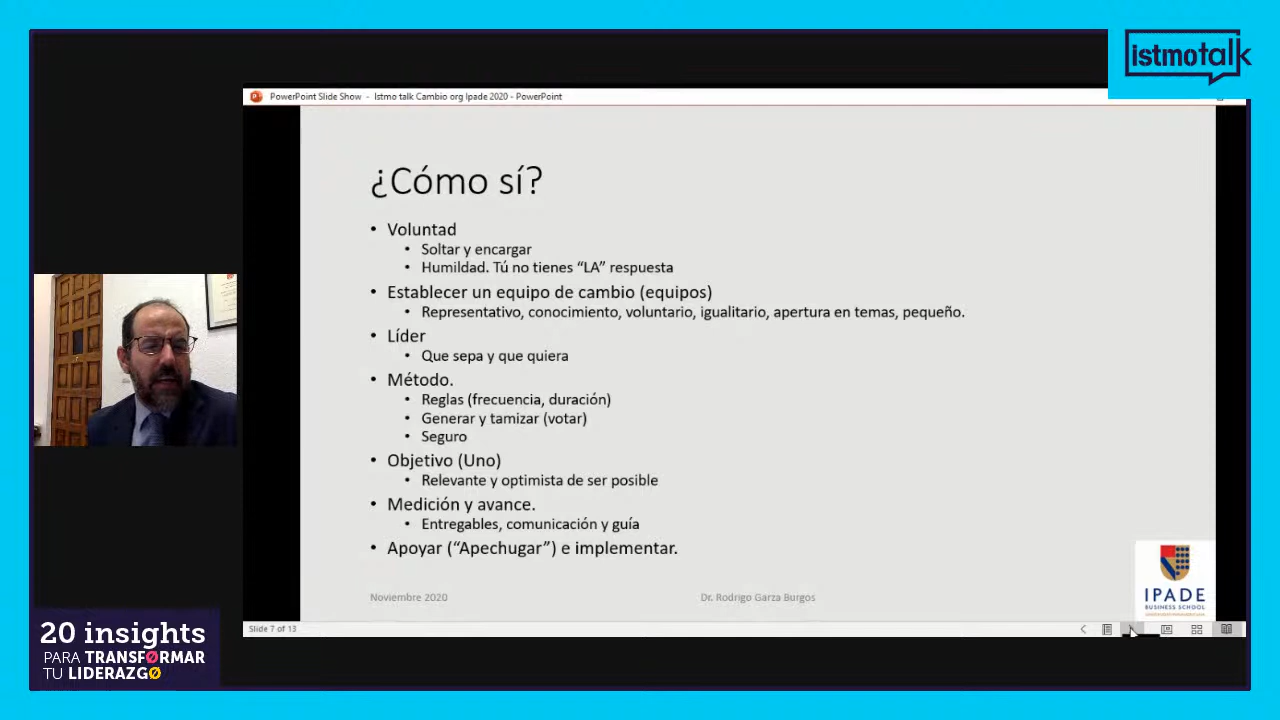 istmotalk
PowerPoint Slide Show - Istmo talk Cambio org Ipade 2020 - PowerPoint
¿Cómo sí?
• Voluntad
• Soltar y encargar
• Humildad. Tú no tienes “LA” respuesta
• Establecer un equipo de cambio (equipos)
• Representativo, conocimiento, voluntario, igualitario, apertura en temas, pequeño.
• Líder
• Que sepa y que quiera
• Método.
• Reglas (frecuencia, duración)
• Generar y tamizar (votar)
• Seguro
• Objetivo (Uno)
• Relevante y optimista de ser posible
• Medición y avance.
• Entregables, comunicación y guía
• Apoyar (“Apechugar”) e implementar.
Noviembre 2020
Dr. Rodrigo Garza Burgos
IPADE
BUSINESS SCHOOL
Slide 7 of 13
20 insights
PARA TRANSFØRMAR
TU LIDERAZGØ